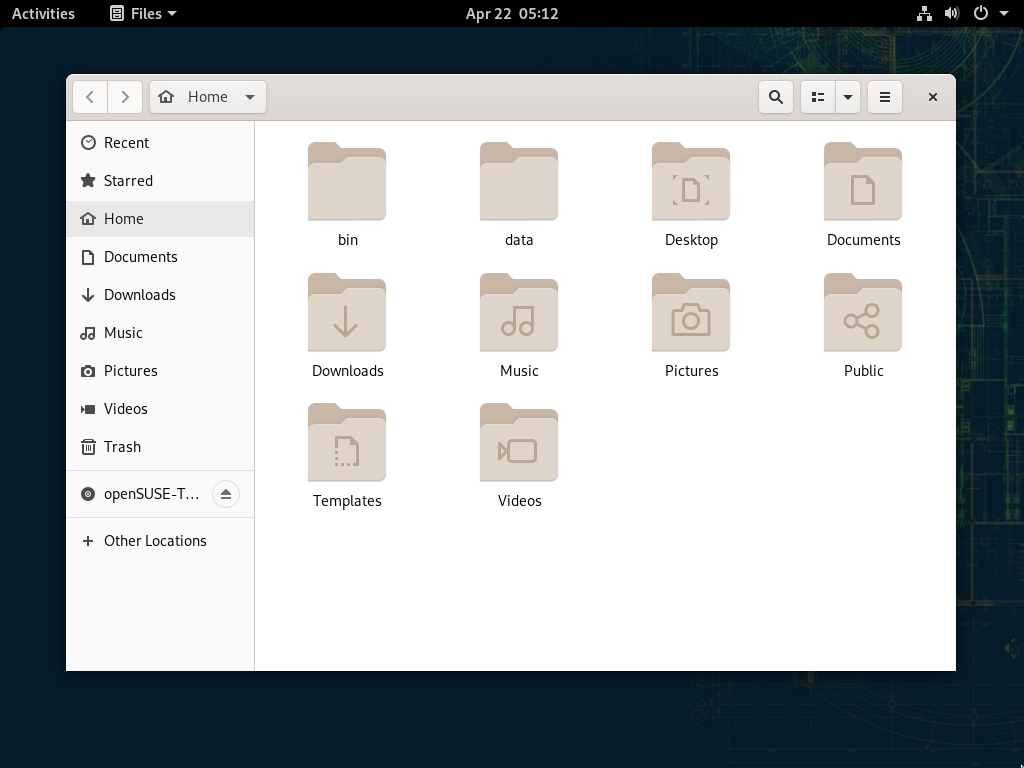 Activities Files Apr 22 05:12
Home
Recent
Starred
Home
Documents
Downloads
Music
Pictures
Videos
Trash
openSUSE-T…
Other Locations
bin data Desktop Documents
Downloads Music Pictures Public
Templates Videos